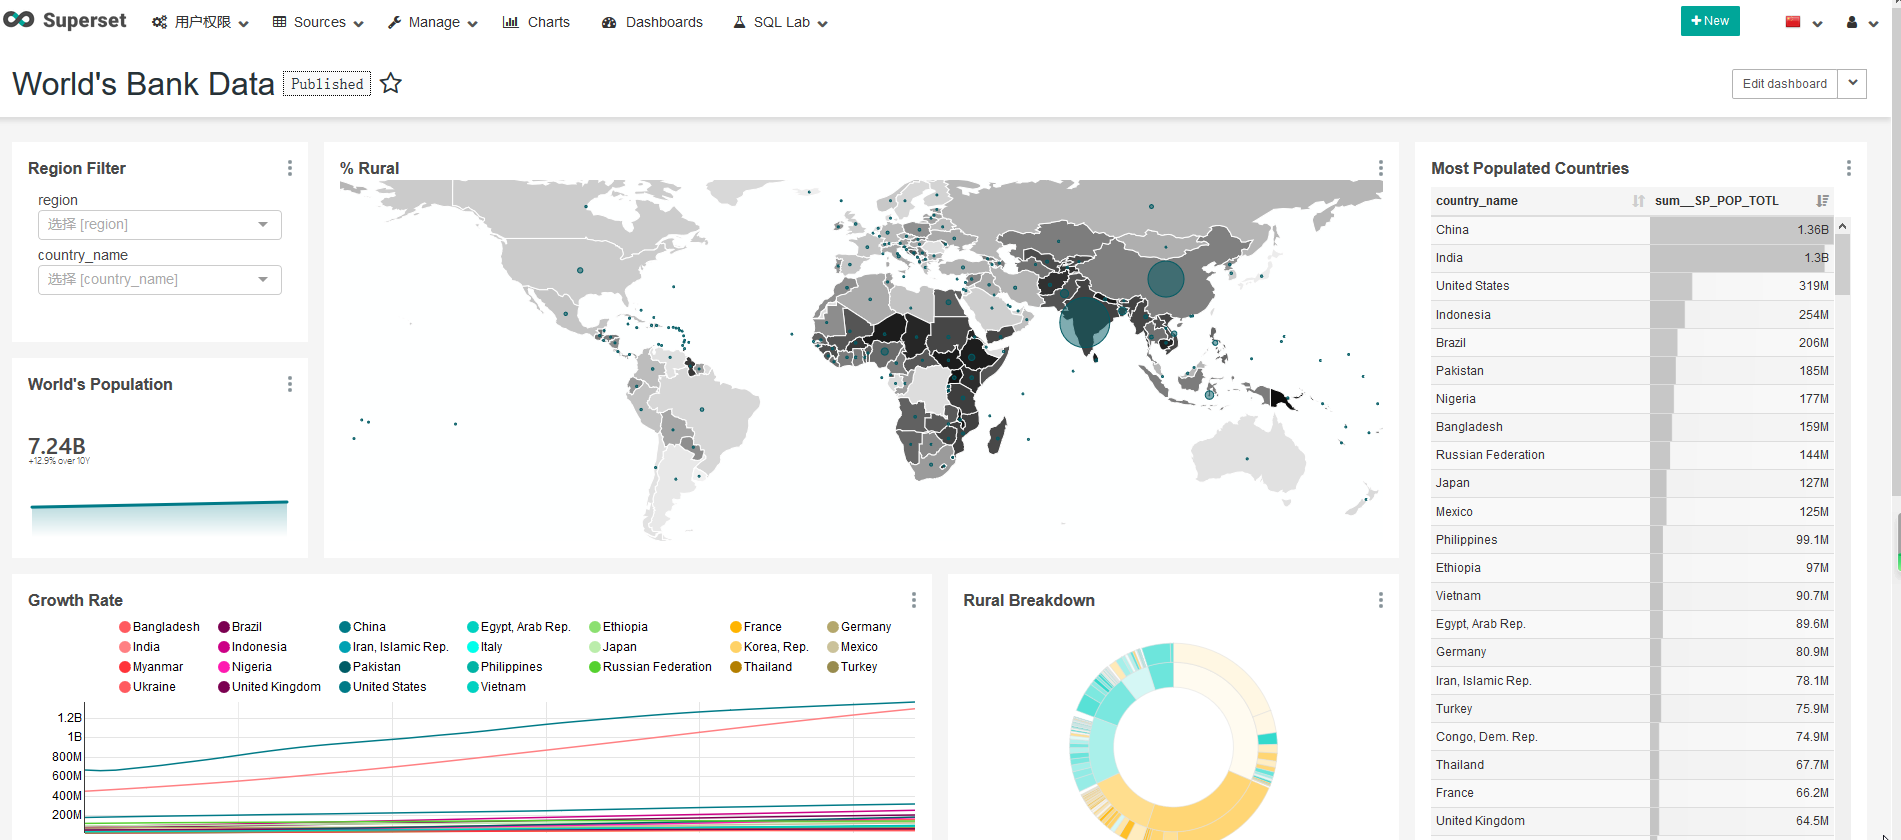 Superset 用户权限 Sources Manage Charts Dashboards SQL Lab New
World's Bank Data Published Edit dashboard
Region Filter
region
选择 [region]
country_name
选择 [country_name]
World's Population
7.24B
+12.9% over 10Y
% Rural
Most Populated Countries
country_name sum__SP_POP_TOTL
China 1.36B
India 1.3B
United States 319M
Indonesia 254M
Brazil 206M
Pakistan 185M
Nigeria 177M
Bangladesh 159M
Russian Federation 144M
Japan 127M
Mexico 125M
Philippines 99.1M
Ethiopia 97M
Vietnam 90.7M
Egypt, Arab Rep. 89.6M
Germany 80.9M
Iran, Islamic Rep. 78.1M
Turkey 75.9M
Congo, Dem. Rep. 74.9M
Thailand 67.7M
France 66.2M
United Kingdom 64.5M
Growth Rate
Bangladesh Brazil China Egypt, Arab Rep. Ethiopia France Germany
India Indonesia Iran, Islamic Rep. Italy Japan Korea, Rep. Mexico
Myanmar Nigeria Pakistan Philippines Russian Federation Thailand Turkey
Ukraine United Kingdom United States Vietnam
1.2B
1B
800M
600M
400M
200M
Rural Breakdown